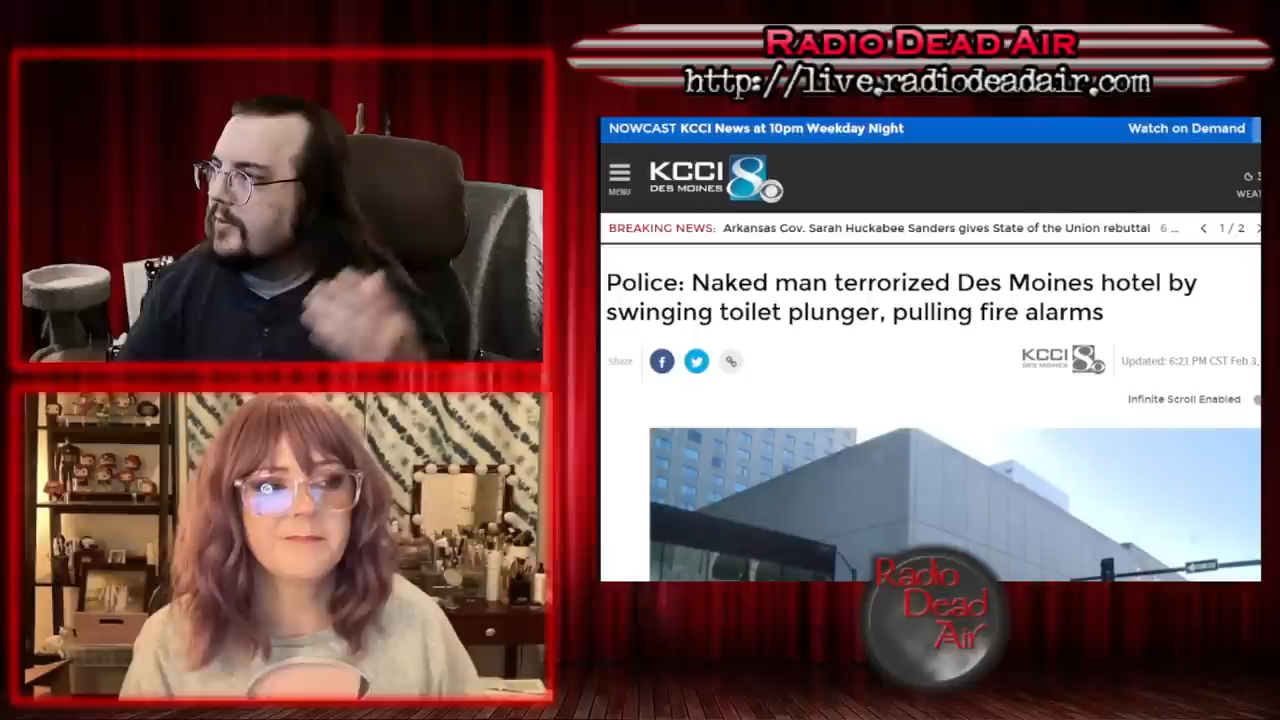 RADIO DEAD AIR
http://live.radiodeadair.com
NOWCAST KCCI News at 10pm Weekday Night
Watch on Demand
MENU
KCCI 8
DES MOINES
3
WEAT
BREAKING NEWS: Arkansas Gov. Sarah Huckabee Sanders gives State of the Union rebuttal 6 ... < 1 / 2 >
Police: Naked man terrorized Des Moines hotel by
swinging toilet plunger, pulling fire alarms
Share
KCCI 8
DES MOINES
Updated: 6:21 PM CST Feb 3,
Infinite Scroll Enabled
Radio
Dead
Air